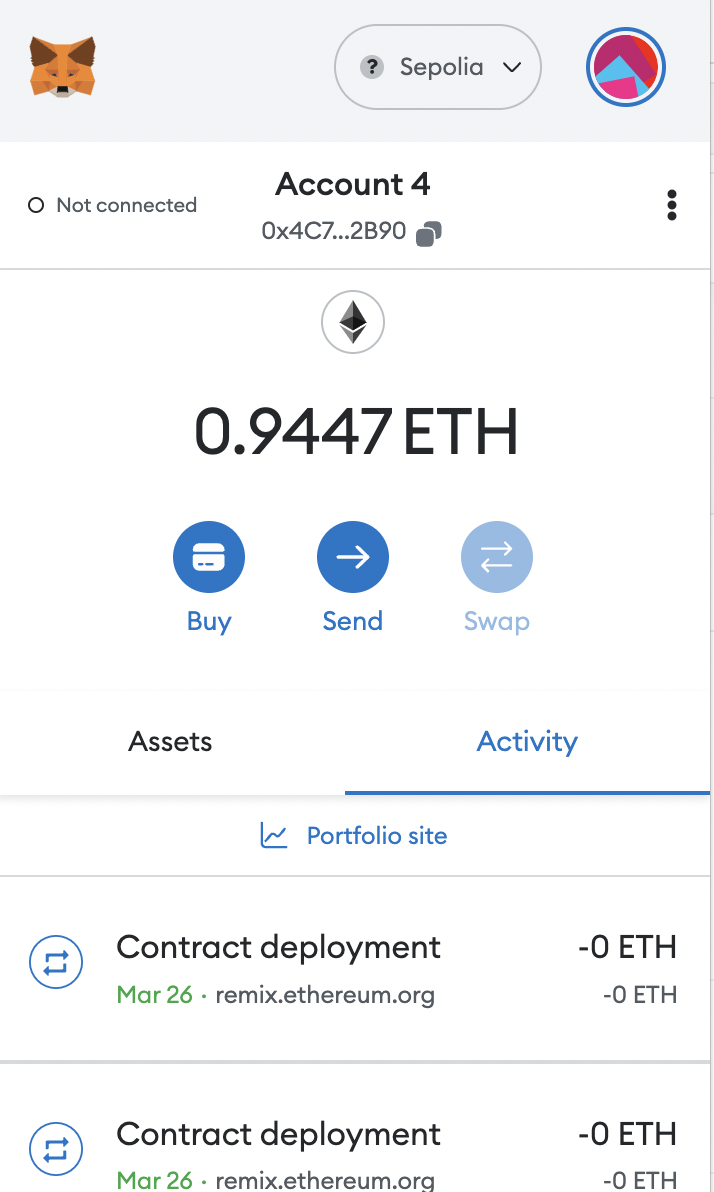 ? Sepolia
Account 4
Not connected
0x4C7...2B90
0.9447 ETH
Buy Send Swap
Assets Activity
Portfolio site
Contract deployment -0 ETH
Mar 26 · remix.ethereum.org -0 ETH
Contract deployment -0 ETH
Mar 26 · remix.ethereum.org -0 ETH